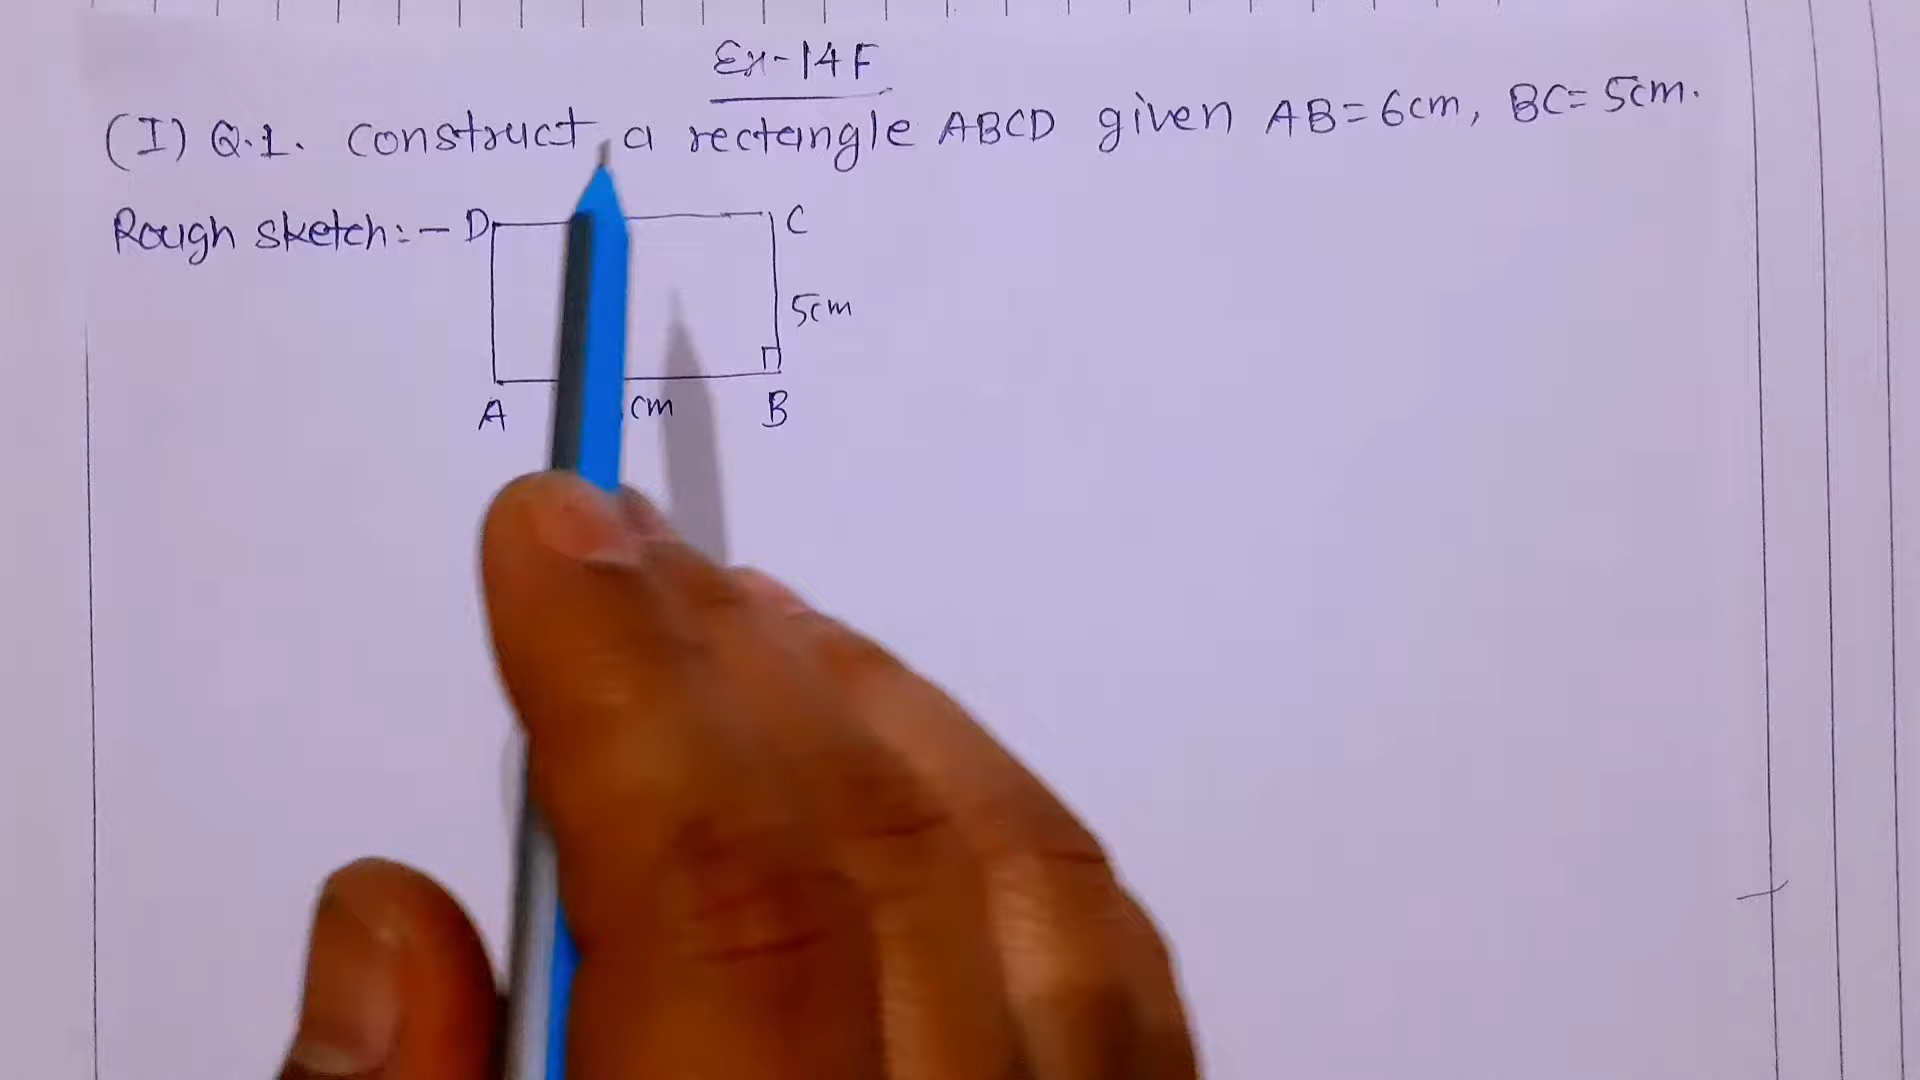 Ex-14F
(I) Q.1. Construct a rectangle ABCD given AB=6cm, BC=5cm.
Rough sketch:- D C
5cm
cm
A B